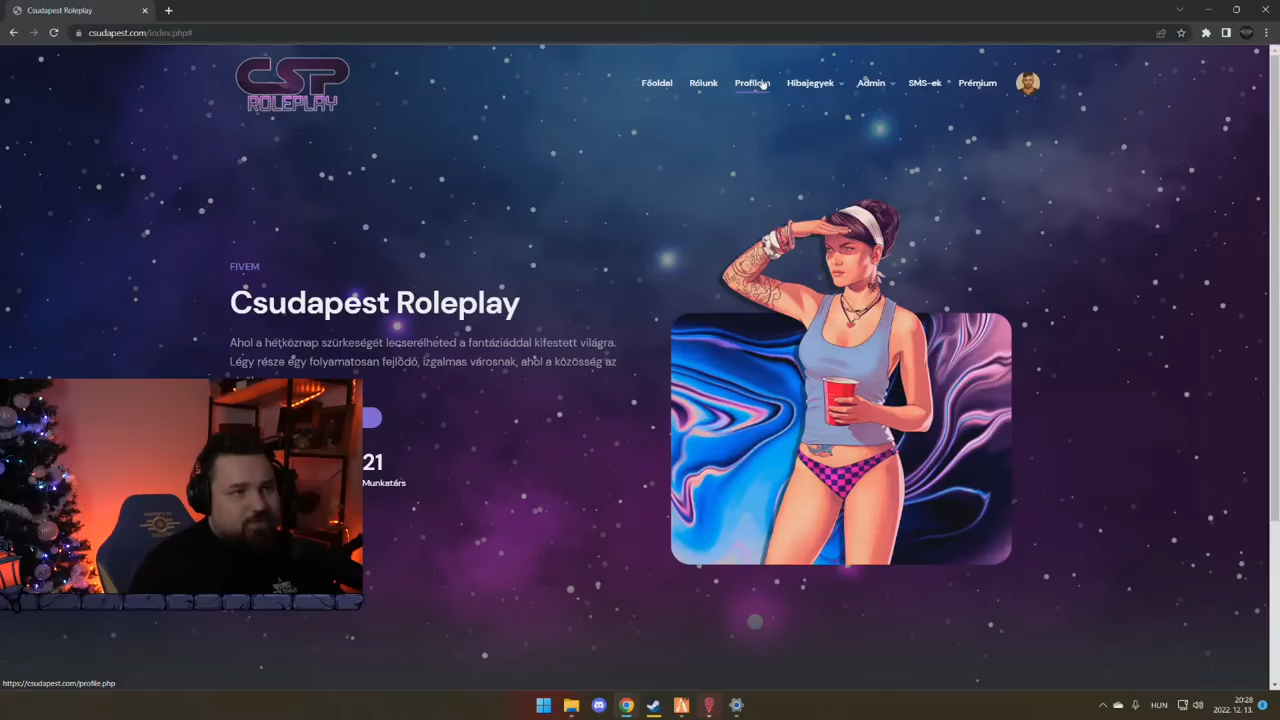 Csudapest Roleplay
csudapest.com/index.php#
CSP
ROLEPLAY
Főoldal
Rólunk
Profilom
Hibajegyek
Admin
SMS-ek
Prémium
FIVEM
Csudapest Roleplay
Ahol a hétköznap szürkeségét lecserélheted a fantáziáddal kifestett világra.
Légy része egy folyamatosan fejlődő, izgalmas városnak, ahol a közösség az
21
Munkatárs
https://csudapest.com/profile.php
HUN
20:28
2022. 12. 13.